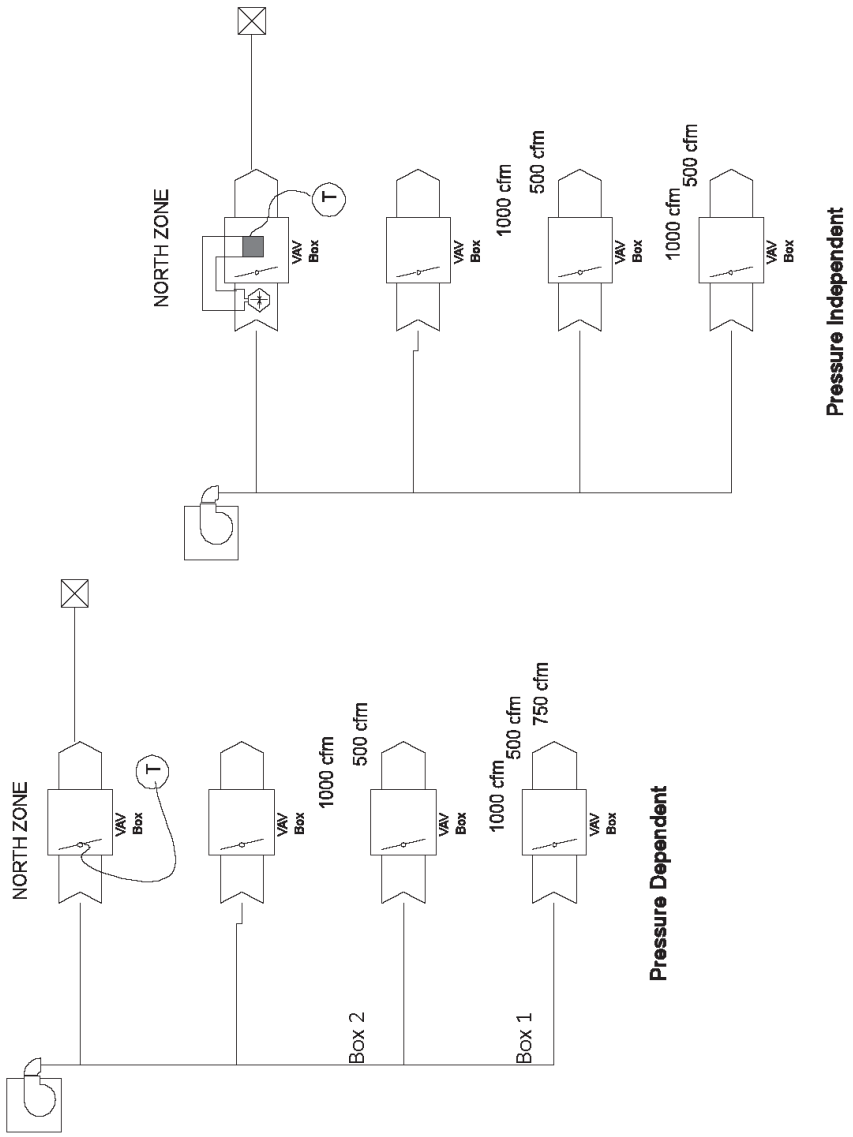 NORTH ZONE
T
VAV
Box
VAV
Box
1000 cfm
500 cfm
VAV
Box
1000 cfm
500 cfm
750 cfm
VAV
Box
Box 2
Box 1
Pressure Dependent
NORTH ZONE
T
VAV
Box
VAV
Box
1000 cfm
500 cfm
VAV
Box
1000 cfm
500 cfm
VAV
Box
Pressure Independent